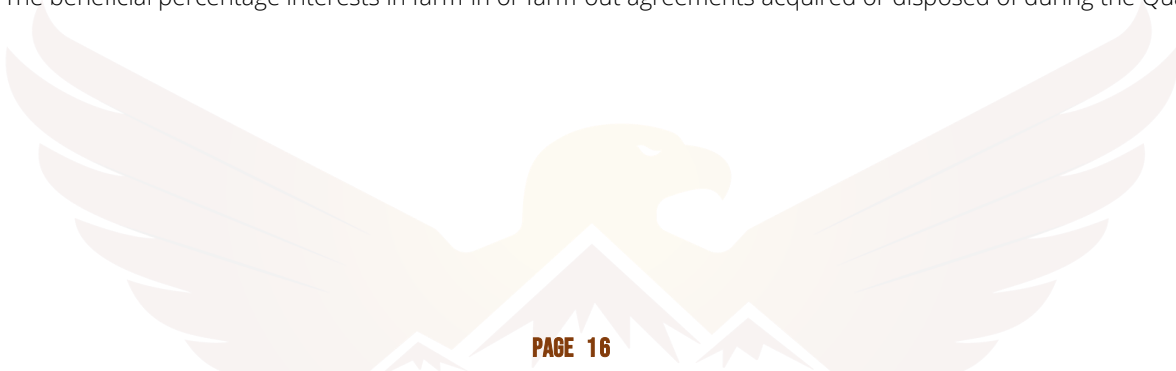 The beneficial percentage interests in farm-in or farm-out agreements acquired or disposed of during the
PAGE 16